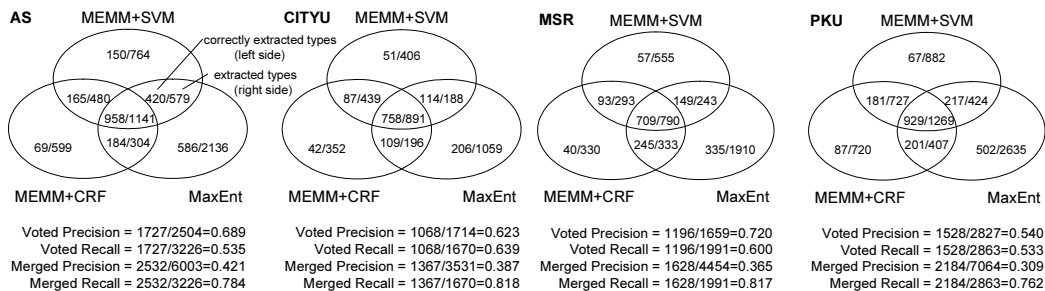 AS
MEMM+SVM
150/764
correctly extracted types
(left side)
extracted types
(right side)
165/480
420/579
958/1141
184/304
69/599
586/2136
MEMM+CRF
MaxEnt
Voted Precision = 1727/2504=0.689
Voted Recall = 1727/3226=0.535
Merged Precision = 2532/6003=0.421
Merged Recall = 2532/3226=0.784
CITYU
MEMM+SVM
51/406
87/439
114/188
758/891
109/196
42/352
206/1059
MEMM+CRF
MaxEnt
Voted Precision = 1068/1714=0.623
Voted Recall = 1068/1670=0.639
Merged Precision = 1367/3531=0.387
Merged Recall = 1367/1670=0.818
MSR
MEMM+SVM
57/555
93/293
149/243
709/790
245/333
40/330
335/1910
MEMM+CRF
MaxEnt
Voted Precision = 1196/1659=0.720
Voted Recall = 1196/1991=0.600
Merged Precision = 1628/4454=0.365
Merged Recall = 1628/1991=0.817
PKU
MEMM+SVM
67/882
181/727
217/424
929/1269
201/407
87/720
502/2635
MEMM+CRF
MaxEnt
Voted Precision = 1528/2827=0.540
Voted Recall = 1528/2863=0.533
Merged Precision = 2184/7064=0.309
Merged Recall = 2184/2863=0.762